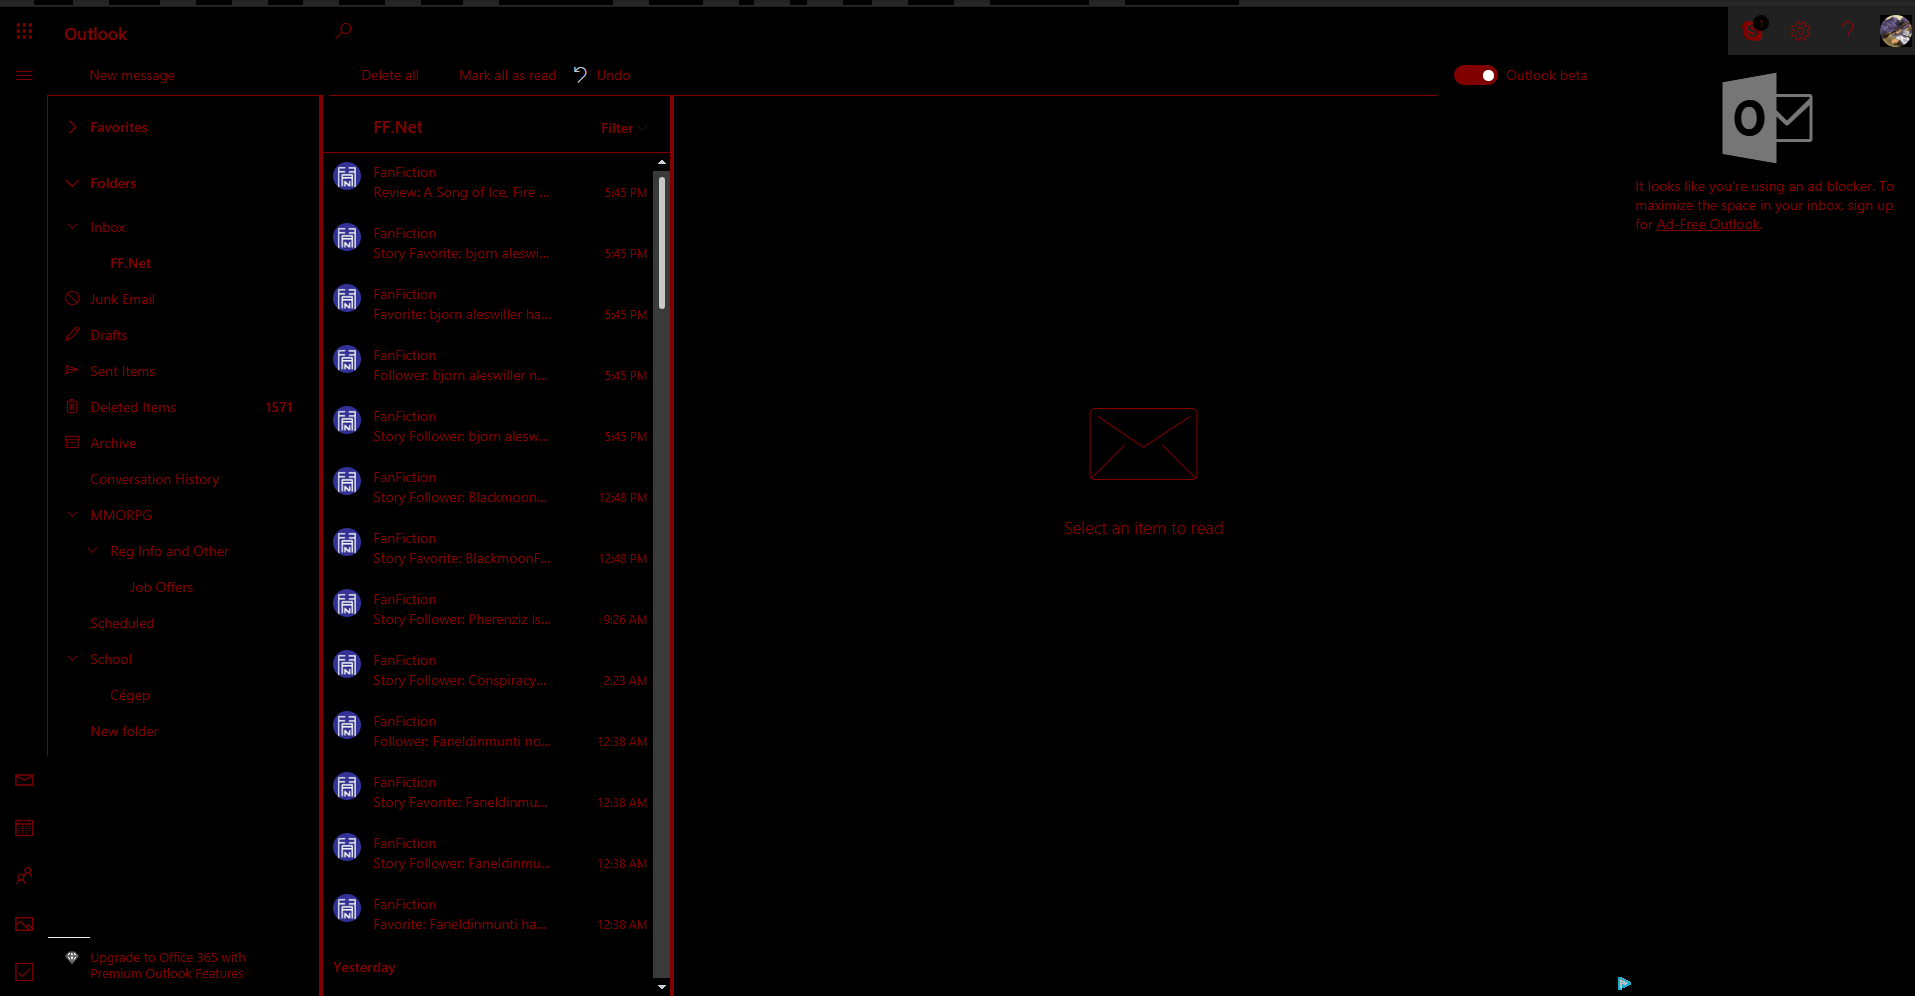 Outlook
1
New message
Delete all
Mark all as read
Undo
Outlook beta
Favorites
Folders
Inbox
FF.Net
Junk Email
Drafts
Sent Items
Deleted Items 1571
Archive
Conversation History
MMORPG
Reg Info and Other
Job Offers
Scheduled
School
Cégep
New folder
Upgrade to Office 365 with
Premium Outlook Features
FF.Net
Filter
FanFiction
Review: A Song of Ice, Fire ... 5:45 PM
FanFiction
Story Favorite: bjorn aleswi... 5:45 PM
FanFiction
Favorite: bjorn aleswiller ha... 5:45 PM
FanFiction
Follower: bjorn aleswiller n... 5:45 PM
FanFiction
Story Follower: bjorn alesw... 5:45 PM
FanFiction
Story Follower: Blackmoon... 12:48 PM
FanFiction
Story Favorite: BlackmoonF... 12:48 PM
FanFiction
Story Follower: Pherenziz is... 9:26 AM
FanFiction
Story Follower: Conspiracy... 2:23 AM
FanFiction
Follower: Faneldinmunti no... 12:38 AM
FanFiction
Story Favorite: Faneldinmu... 12:38 AM
FanFiction
Story Follower: Faneldinmu... 12:38 AM
FanFiction
Favorite: Faneldinmunti ha... 12:38 AM
Yesterday
Select an item to read
It looks like you're using an ad blocker. To
maximize the space in your inbox, sign up
for Ad-Free Outlook.